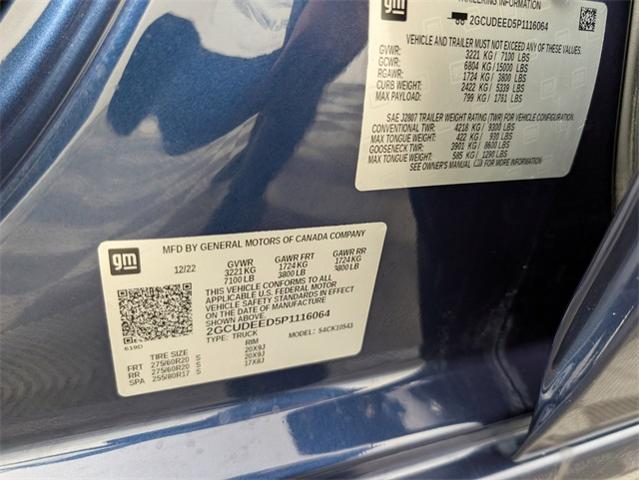 TRAILERING INFORMATION
gm
2GCUDEED5P1116064
VEHICLE AND TRAILER MUST NOT EXCEED ANY OF THESE VALUES.
GVWR: 3221 KG / 7100 LBS
GCWR: 6804 KG / 15000 LBS
RGAWR: 1724 KG / 3800 LBS
CURB WEIGHT: 2422 KG / 5339 LBS
MAX PAYLOAD: 799 KG / 1761 LBS
SAE J2807 TRAILER WEIGHT RATING (TWR) FOR VEHICLE CONFIGURATION.
CONVENTIONAL TWR: 4218 KG / 9300 LBS
MAX TONGUE WEIGHT: 422 KG / 930 LBS
GOOSENECK TWR: 3901 KG / 8600 LBS
MAX TONGUE WEIGHT: 585 KG / 1290 LBS
SEE OWNER'S MANUAL FOR MORE INFORMATION
gm
MFD BY GENERAL MOTORS OF CANADA COMPANY
12/22 GVWR GAWR FRT GAWR RR
3221 KG 1724 KG 1724 KG
7100 LB 3800 LB 3800 LB
THIS VEHICLE CONFORMS TO ALL
APPLICABLE U.S. FEDERAL MOTOR
VEHICLE SAFETY STANDARDS IN EFFECT
ON THE DATE OF MANUFACTURE
2GCUDEED5P1116064
TYPE: TRUCK MODEL: S4CK10543
619D
TIRE SIZE RIM
FRT 275/60R20 S 20X9J
RR 275/60R20 S 20X9J
SPA 255/80R17 S 17X8J